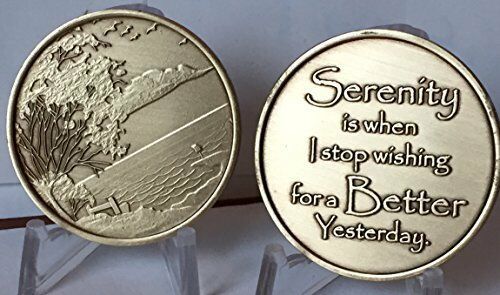 Serenity
is when
I stop wishing
for a Better
Yesterday.